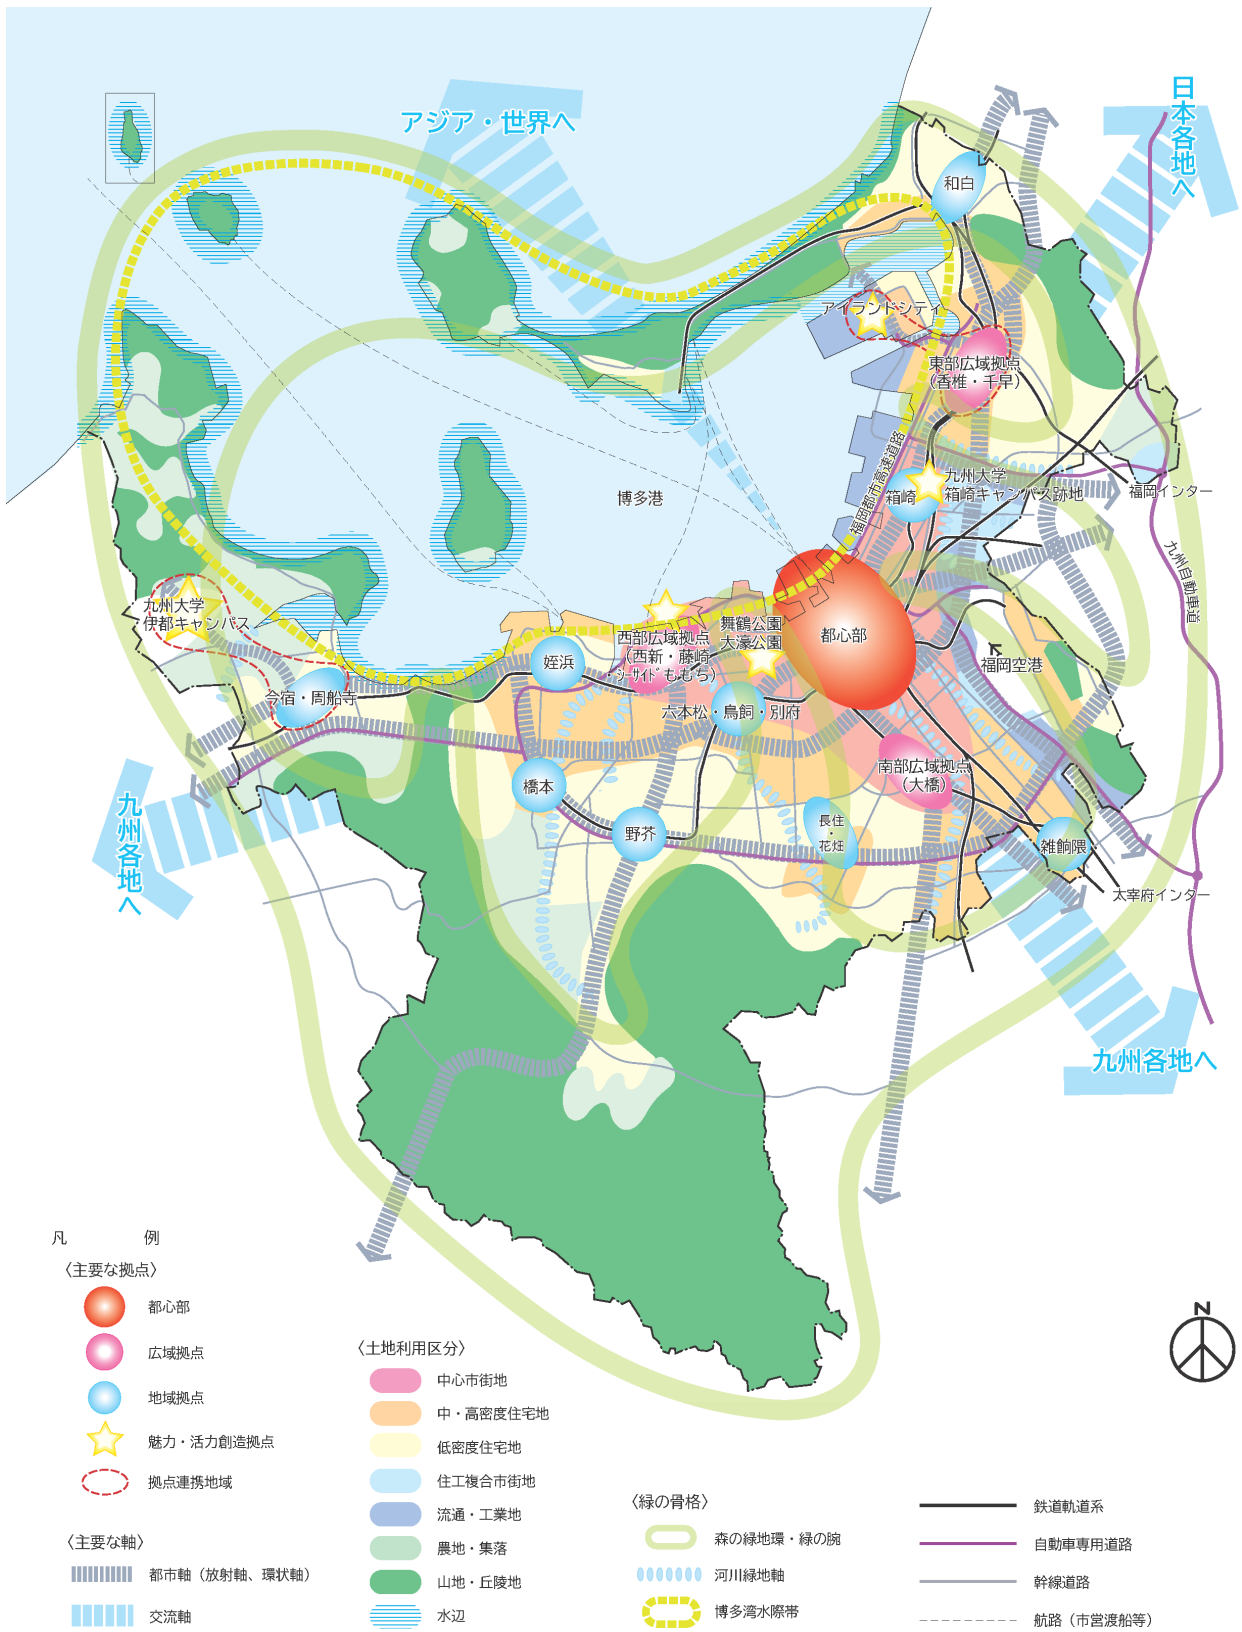 アジア・世界へ
日本各地へ
和白
アイランドシティ
東部広域拠点
（香椎・千早）
福岡都市高速道路
九州大学
箱崎キャンパス跡地
箱崎
福岡インター
博多港
九州自動車道
九州大学
伊都キャンパス
舞鶴公園
大濠公園
西部広域拠点
（西新・藤崎
・シーサイドももち）
都心部
福岡空港
姪浜
今宿・周船寺
六本松・鳥飼・別府
南部広域拠点
（大橋）
橋本
野芥
長住
・
花畑
雑餉隈
九州各地へ
太宰府インター
九州各地へ
凡例
〈主要な拠点〉
都心部
広域拠点
地域拠点
魅力・活力創造拠点
拠点連携地域
〈主要な軸〉
都市軸（放射軸、環状軸）
交流軸
〈土地利用区分〉
中心市街地
中・高密度住宅地
低密度住宅地
住工複合市街地
流通・工業地
農地・集落
山地・丘陵地
水辺
〈緑の骨格〉
森の緑地環・緑の腕
河川緑地軸
博多湾水際帯
鉄道軌道系
自動車専用道路
幹線道路
航路（市営渡船等）
N